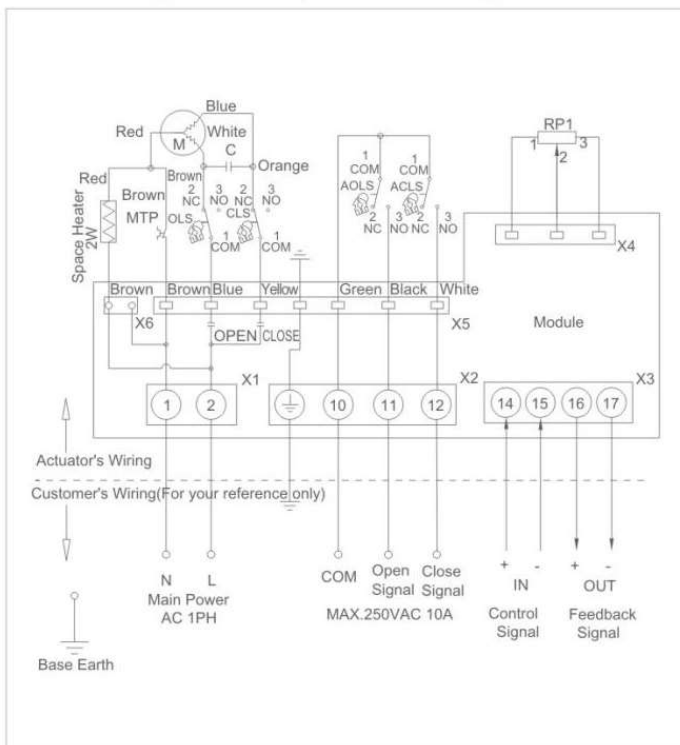 Blue
Red
M
White
C
Orange
Red
Brown
Brown
MTP
Space Heater
2W
2
NC
3
NO
2
NC
3
NO
OLS
CLS
1
COM
1
COM
1
COM
1
COM
AOLS
ACLS
2
NC
3
NO
2
NC
3
NO
RP1
1
2
3
X4
Brown
Brown
Blue
Yellow
Green
Black
White
X6
X5
OPEN
CLOSE
Module
X1
X2
X3
1
2
10
11
12
14
15
16
17
Actuator's Wiring
Customer's Wiring(For your reference only)
N
L
Main Power
AC 1PH
COM
Open
Signal
Close
Signal
MAX.250VAC 10A
+
-
IN
Control
Signal
+
-
OUT
Feedback
Signal
Base Earth